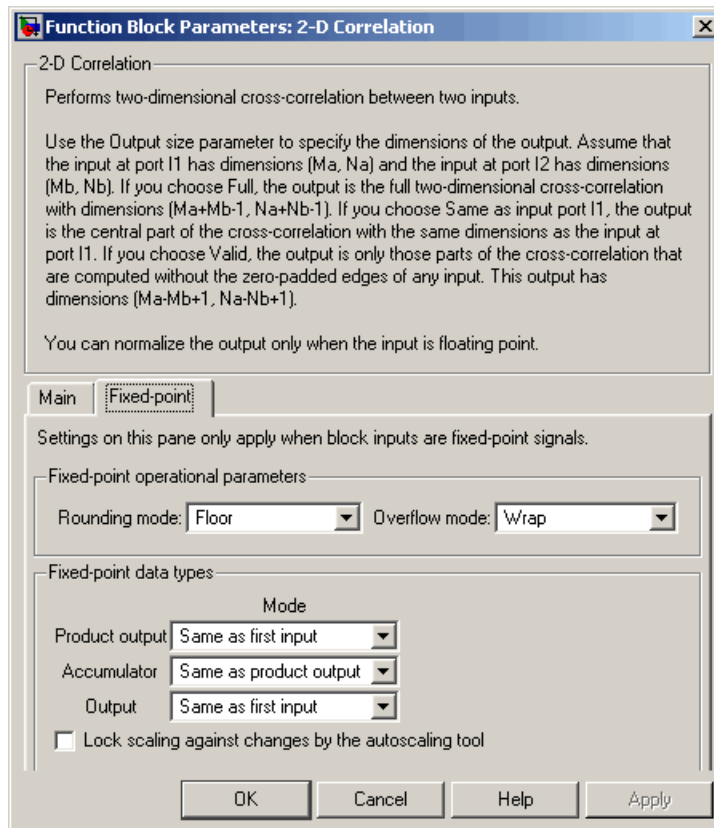 Function Block Parameters: 2-D Correlation
2-D Correlation
Performs two-dimensional cross-correlation between two inputs.
Use the Output size parameter to specify the dimensions of the output. Assume that
the input at port I1 has dimensions (Ma, Na) and the input at port I2 has dimensions
(Mb, Nb). If you choose Full, the output is the full two-dimensional cross-correlation
with dimensions (Ma+Mb-1, Na+Nb-1). If you choose Same as input port I1, the output
is the central part of the cross-correlation with the same dimensions as the input at
port I1. If you choose Valid, the output is only those parts of the cross-correlation that
are computed without the zero-padded edges of any input. This output has
dimensions (Ma-Mb+1, Na-Nb+1).
You can normalize the output only when the input is floating point.
Main Fixed-point
Settings on this pane only apply when block inputs are fixed-point signals.
Fixed-point operational parameters
Rounding mode: Floor Overflow mode: Wrap
Fixed-point data types
Mode
Product output Same as first input
Accumulator Same as product output
Output Same as first input
Lock scaling against changes by the autoscaling tool
OK Cancel Help Apply